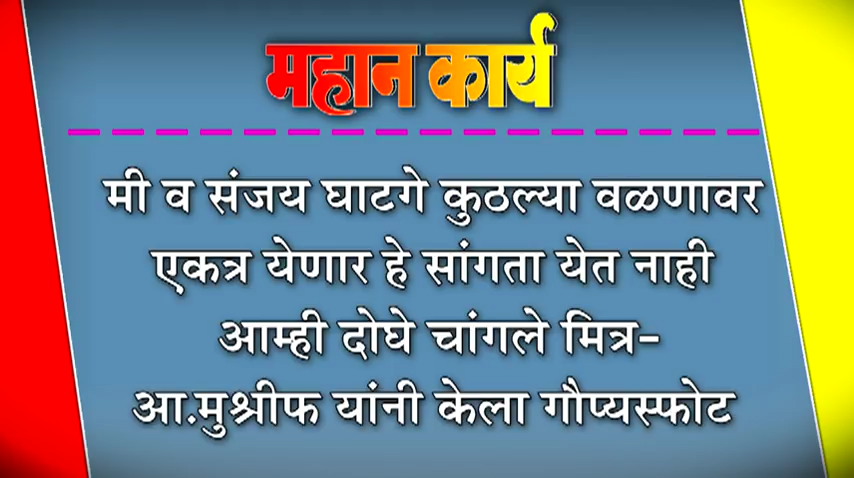 महान कार्य
मी व संजय घाटगे कुठल्या वळणावर
एकत्र येणार हे सांगता येत नाही
आम्ही दोघे चांगले मित्र-
आ.मुश्रीफ यांनी केला गौप्यस्फोट